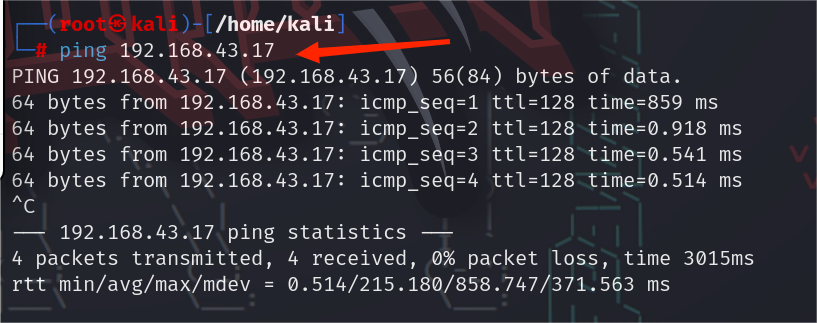 ┌──(root㉿kali)-[/home/kali]
└─# ping 192.168.43.17
PING 192.168.43.17 (192.168.43.17) 56(84) bytes of data.
64 bytes from 192.168.43.17: icmp_seq=1 ttl=128 time=859 ms
64 bytes from 192.168.43.17: icmp_seq=2 ttl=128 time=0.918 ms
64 bytes from 192.168.43.17: icmp_seq=3 ttl=128 time=0.541 ms
64 bytes from 192.168.43.17: icmp_seq=4 ttl=128 time=0.514 ms
^C
--- 192.168.43.17 ping statistics ---
4 packets transmitted, 4 received, 0% packet loss, time 3015ms
rtt min/avg/max/mdev = 0.514/215.180/858.747/371.563 ms